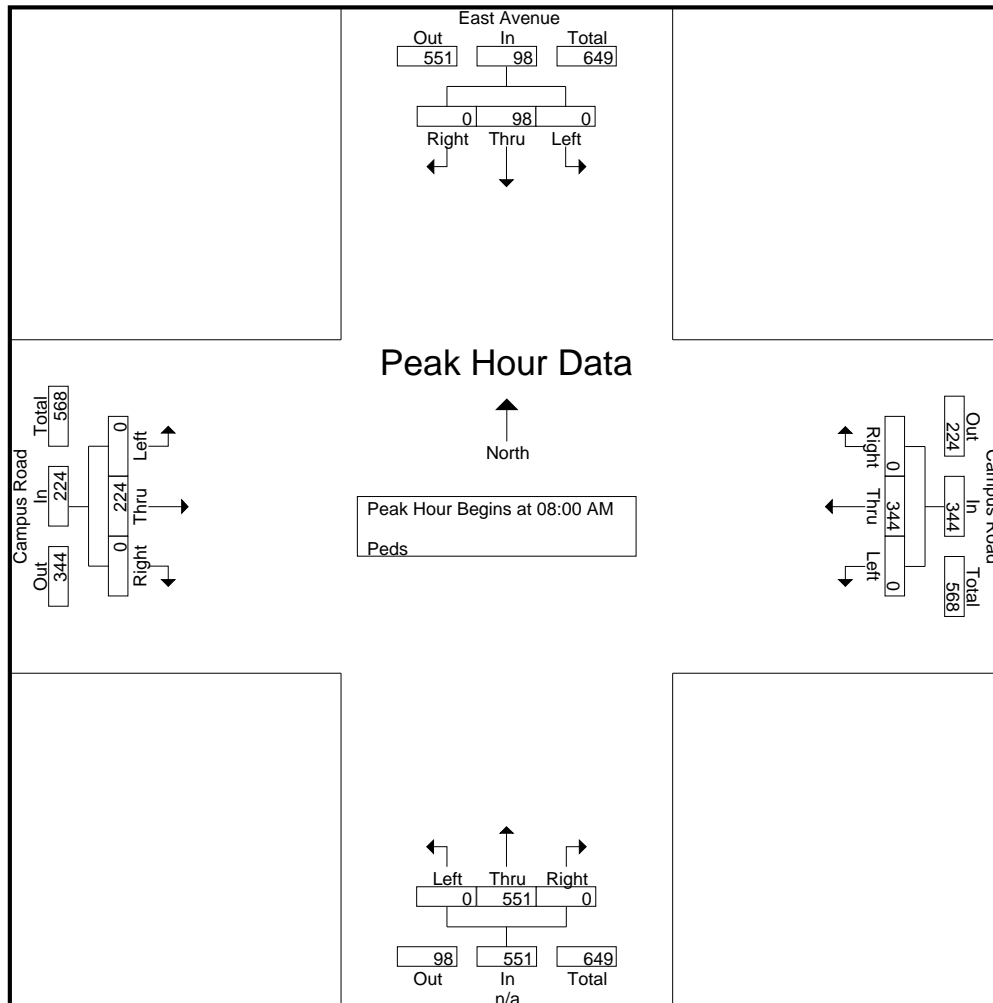 East Avenue
Out In Total
551 98 649
0 98 0
Right Thru Left
Peak Hour Data
North
Peak Hour Begins at 08:00 AM
Peds
Campus Road
Out In Total
344 224 568
0 224 0
Right Thru Left
Campus Road
Out In Total
224 344 568
0 344 0
Right Thru Left
Left Thru Right
0 551 0
98 551 649
Out In Total
n/a